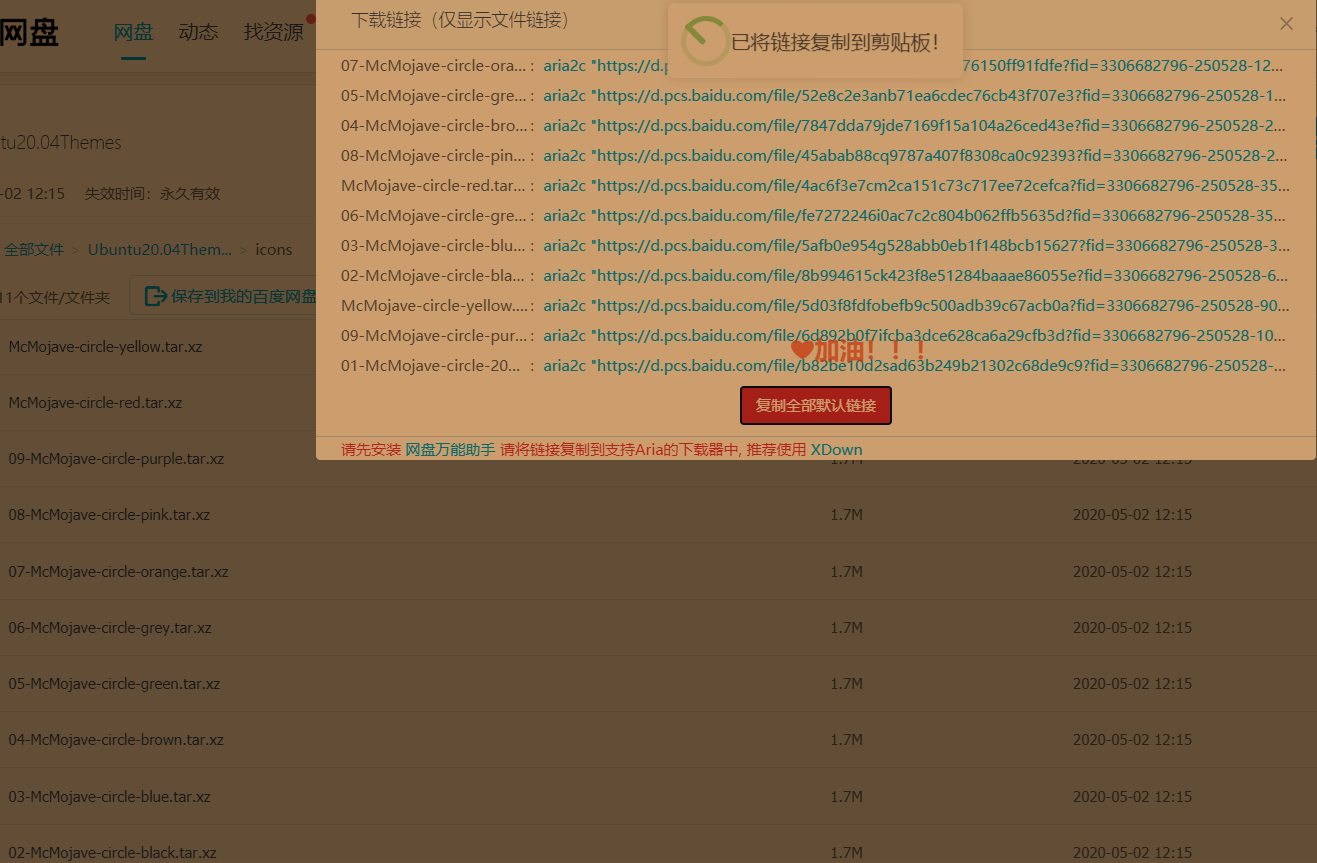 网盘 网盘 动态 找资源
tu20.04Themes
-02 12:15 失效时间：永久有效
全部文件 > Ubuntu20.04Them... > icons
11个文件/文件夹 保存到我的百度网盘
下载链接（仅显示文件链接）
已将链接复制到剪贴板！
07-McMojave-circle-ora... : aria2c "https://d.p 76150ff91fdfe?fid=3306682796-250528-12...
05-McMojave-circle-gre... : aria2c "https://d.pcs.baidu.com/file/52e8c2e3anb71ea6cdec76cb43f707e3?fid=3306682796-250528-1...
04-McMojave-circle-bro... : aria2c "https://d.pcs.baidu.com/file/7847dda79jde7169f15a104a26ced43e?fid=3306682796-250528-2...
08-McMojave-circle-pin... : aria2c "https://d.pcs.baidu.com/file/45abab88cq9787a407f8308ca0c92393?fid=3306682796-250528-2...
McMojave-circle-red.tar... : aria2c "https://d.pcs.baidu.com/file/4ac6f3e7cm2ca151c73c717ee72cefca?fid=3306682796-250528-35...
06-McMojave-circle-gre... : aria2c "https://d.pcs.baidu.com/file/fe7272246i0ac7c2c804b062ffb5635d?fid=3306682796-250528-35...
03-McMojave-circle-blu... : aria2c "https://d.pcs.baidu.com/file/5afb0e954g528abb0eb1f148bcb15627?fid=3306682796-250528-3...
02-McMojave-circle-bla... : aria2c "https://d.pcs.baidu.com/file/8b994615ck423f8e51284baaae86055e?fid=3306682796-250528-6...
McMojave-circle-yellow.... : aria2c "https://d.pcs.baidu.com/file/5d03f8fdfobefb9c500adb39c67acb0a?fid=3306682796-250528-90...
09-McMojave-circle-pur... : aria2c "https://d.pcs.baidu.com/file/6d892b0f7ifcba3dce628ca6a29cfb3d?fid=3306682796-250528-10...
❤加油！！！
01-McMojave-circle-20... : aria2c "https://d.pcs.baidu.com/file/b82be10d2sad63b249b21302c68de9c9?fid=3306682796-250528-...
复制全部默认链接
请先安装 网盘万能助手 请将链接复制到支持Aria的下载器中, 推荐使用 XDown
McMojave-circle-yellow.tar.xz
McMojave-circle-red.tar.xz
09-McMojave-circle-purple.tar.xz 1.7M 2020-05-02 12:15
08-McMojave-circle-pink.tar.xz 1.7M 2020-05-02 12:15
07-McMojave-circle-orange.tar.xz 1.7M 2020-05-02 12:15
06-McMojave-circle-grey.tar.xz 1.7M 2020-05-02 12:15
05-McMojave-circle-green.tar.xz 1.7M 2020-05-02 12:15
04-McMojave-circle-brown.tar.xz 1.7M 2020-05-02 12:15
03-McMojave-circle-blue.tar.xz 1.7M 2020-05-02 12:15
02-McMojave-circle-black.tar.xz 1.7M 2020-05-02 12:15